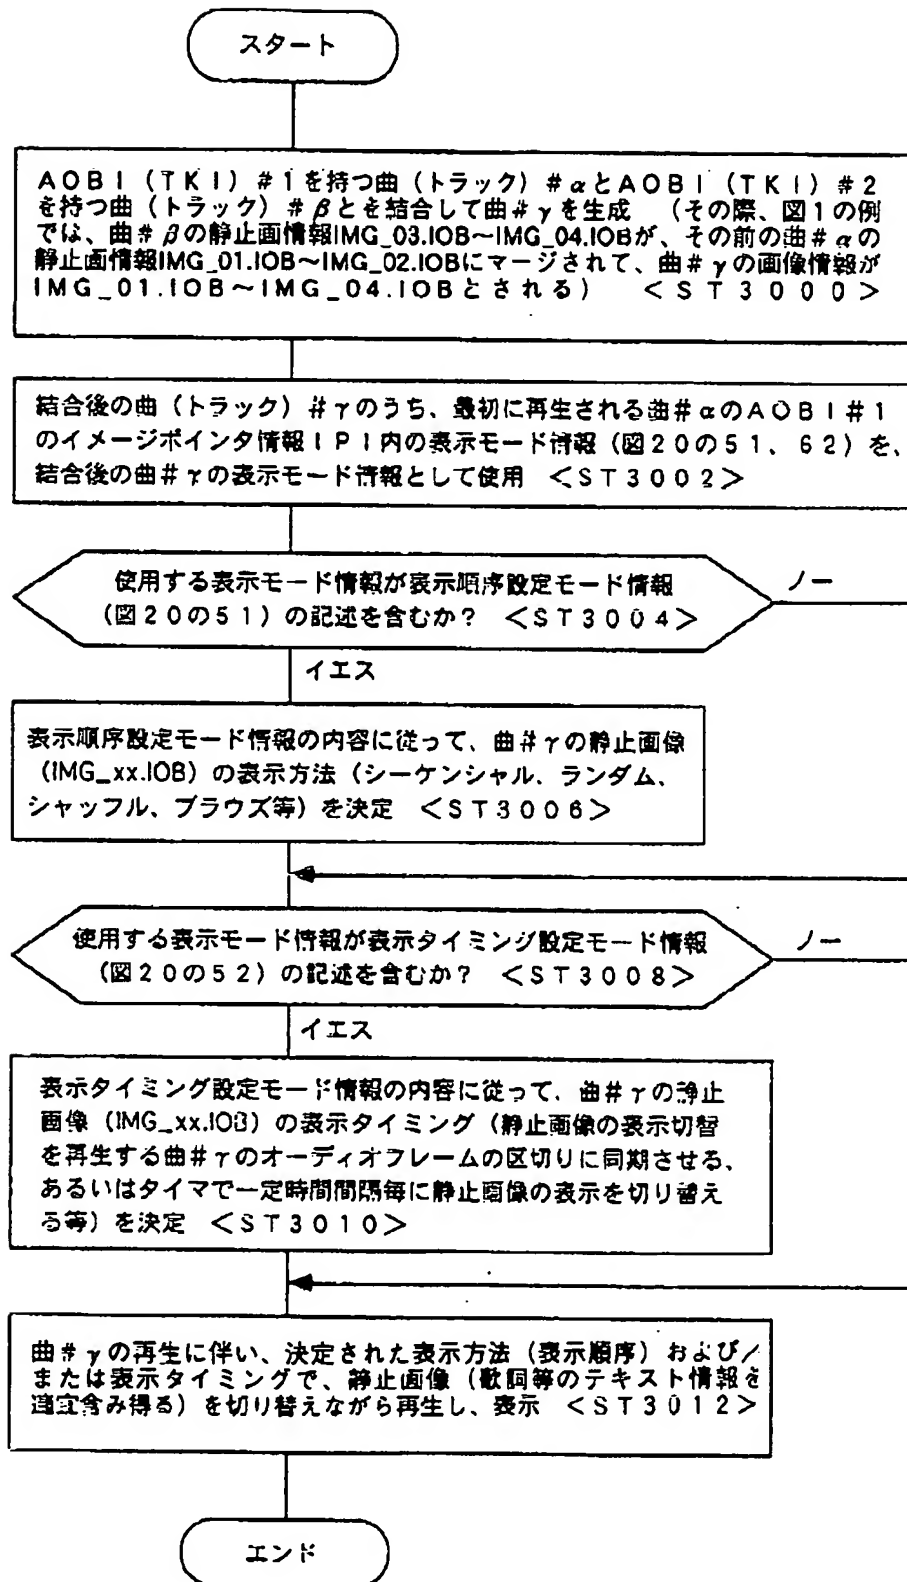 スタート
AOBI(TKI)#1を持つ曲(トラック)#αとAOBI(TKI)#2
を持つ曲(トラック)#βとを結合して曲#γを生成 (その際、図1の例
では、曲#βの静止画情報IMG_03.IOB~IMG_04.IOBが、その前の曲#αの
静止画情報IMG_01.IOB~IMG_02.IOBにマージされて、曲#γの画像情報が
IMG_01.IOB~IMG_04.IOBとされる) <ST3000>
結合後の曲(トラック)#γのうち、最初に再生される曲#αのAOBI#1
のイメージポインタ情報IPI内の表示モード情報(図20の51、62)を、
結合後の曲#γの表示モード情報として使用 <ST3002>
使用する表示モード情報が表示順序設定モード情報
(図20の51)の記述を含むか? <ST3004>
ノー
イエス
表示順序設定モード情報の内容に従って、曲#γの静止画像
(IMG_xx.IOB)の表示方法(シーケンシャル、ランダム、
シャッフル、ブラウズ等)を決定 <ST3006>
使用する表示モード情報が表示タイミング設定モード情報
(図20の52)の記述を含むか? <ST3008>
ノー
イエス
表示タイミング設定モード情報の内容に従って、曲#γの静止
画像(IMG_xx.IOB)の表示タイミング(静止画像の表示切替
を再生する曲#γのオーディオフレームの区切りに同期させる、
あるいはタイマで一定時間間隔毎に静止画像の表示を切り替え
る等)を決定 <ST3010>
曲#γの再生に伴い、決定された表示方法(表示順序)および/
または表示タイミングで、静止画像(歌詞等のテキスト情報を
適宜含み得る)を切り替えながら再生し、表示 <ST3012>
エンド